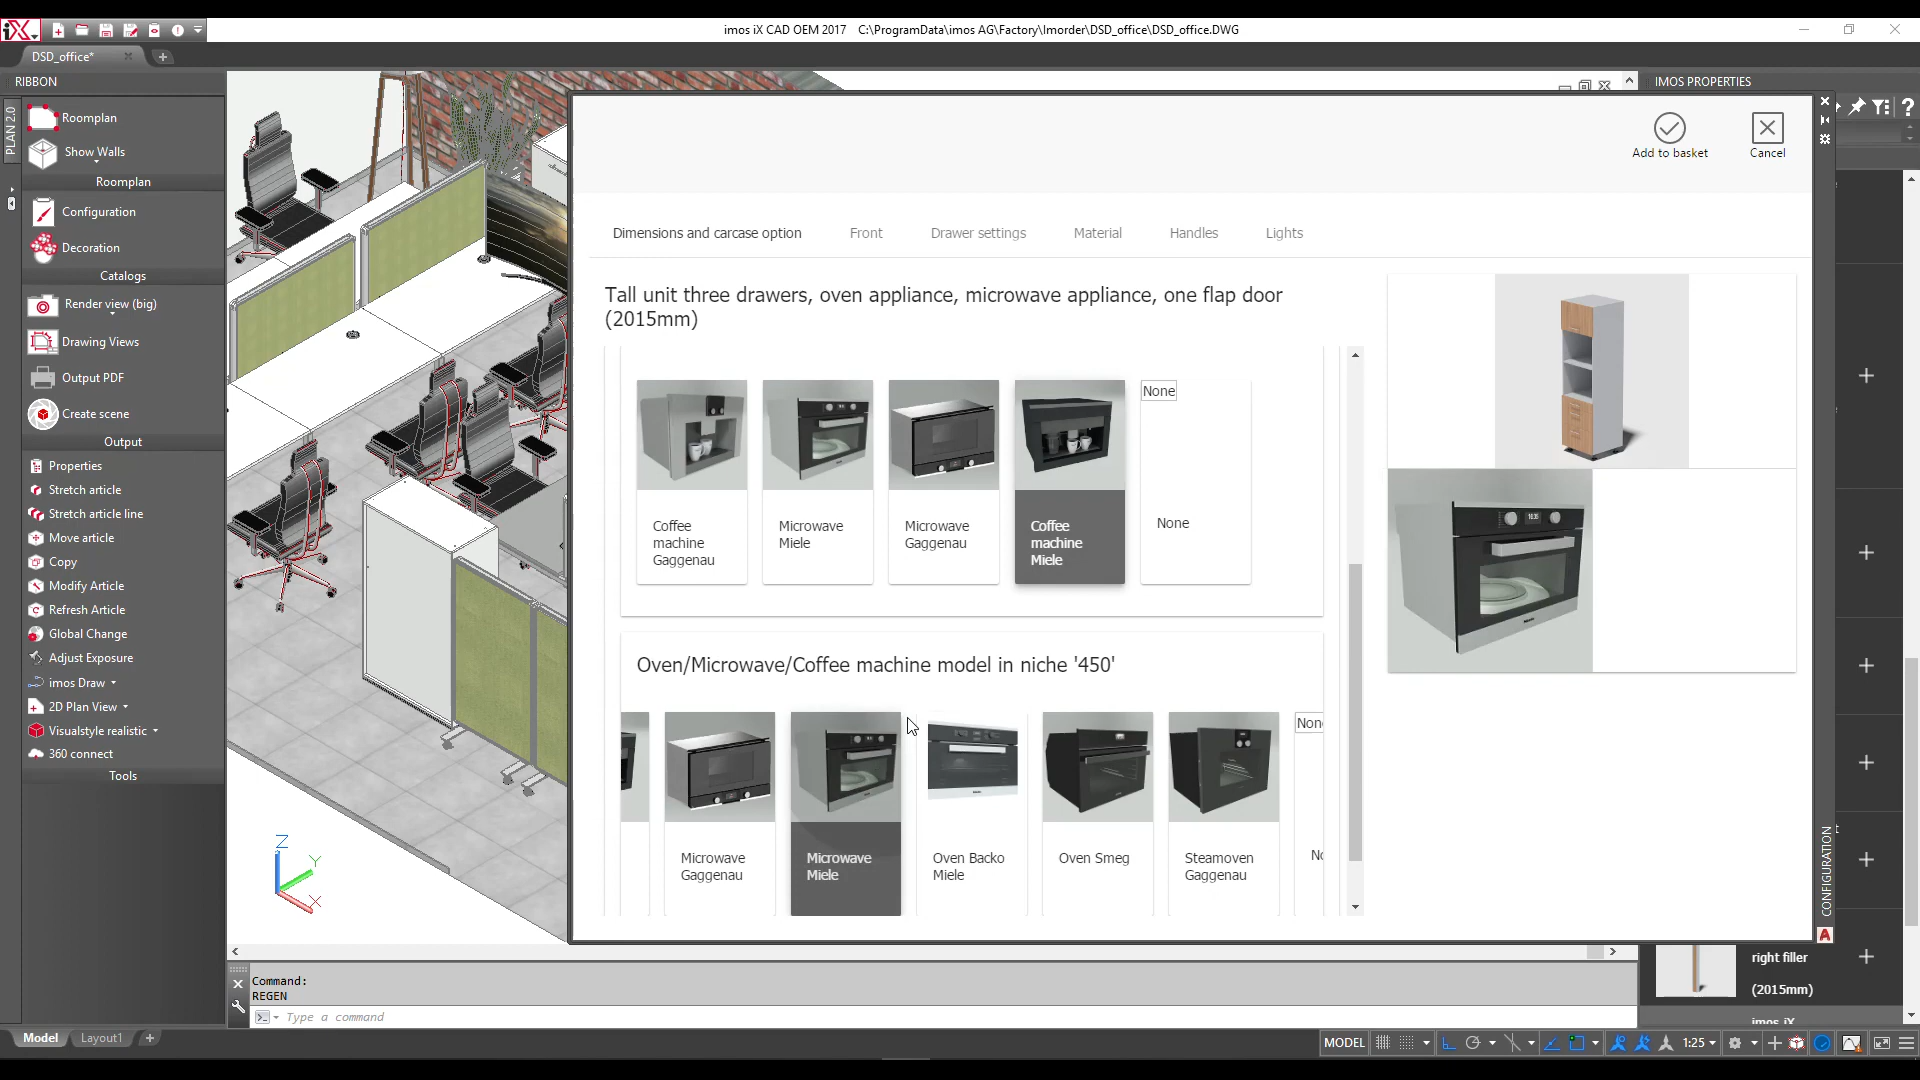 imos iX CAD OEM 2017 C:\ProgramData\imos AG\Factory\Imorder\DSD_office\DSD_office.DWG
DSD_office*
RIBBON
IMOS PROPERTIES
PLAN 2.0
Roomplan
Show Walls
Roomplan
Configuration
Decoration
Catalogs
Render view (big)
Drawing Views
Output PDF
Create scene
Output
Properties
Stretch article
Stretch article line
Move article
Copy
Modify Article
Refresh Article
Global Change
Adjust Exposure
imos Draw
2D Plan View
Visualstyle realistic
360 connect
Tools
Z
Y
X
Add to basket
Cancel
Dimensions and carcase option
Front
Drawer settings
Material
Handles
Lights
Tall unit three drawers, oven appliance, microwave appliance, one flap door
(2015mm)
None
Coffee
machine
Gaggenau
Microwave
Miele
Microwave
Gaggenau
Coffee
machine
Miele
None
Oven/Microwave/Coffee machine model in niche '450'
Microwave
Gaggenau
Microwave
Miele
Oven Backo
Miele
Oven Smeg
Steamoven
Gaggenau
CONFIGURATION
right filler
(2015mm)
imos iX
Command:
REGEN
Type a command
Model
Layout1
MODEL
1:25